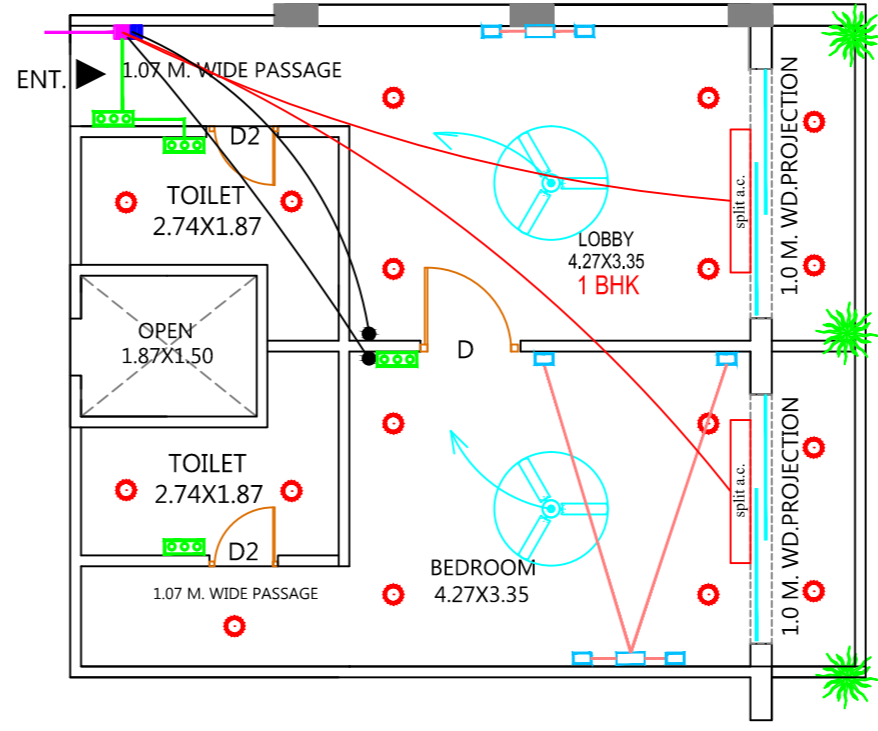 ENT.
1.07 M. WIDE PASSAGE
D2
TOILET
2.74X1.87
LOBBY
4.27X3.35
1 BHK
split a.c.
1.0 M. WD.PROJECTION
OPEN
1.87X1.50
D
TOILET
2.74X1.87
D2
1.07 M. WIDE PASSAGE
BEDROOM
4.27X3.35
split a.c.
1.0 M. WD.PROJECTION